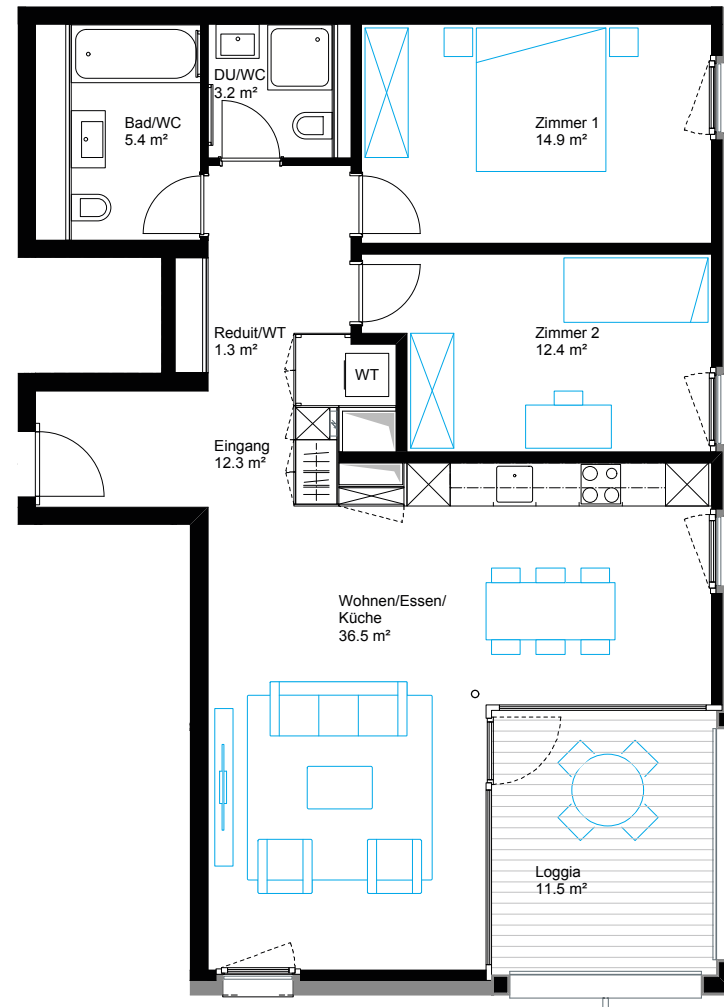 DU/WC
3.2 m²
Bad/WC
5.4 m²
Zimmer 1
14.9 m²
Reduit/WT
1.3 m²
Zimmer 2
12.4 m²
WT
Eingang
12.3 m²
Wohnen/Essen/
Küche
36.5 m²
Loggia
11.5 m²